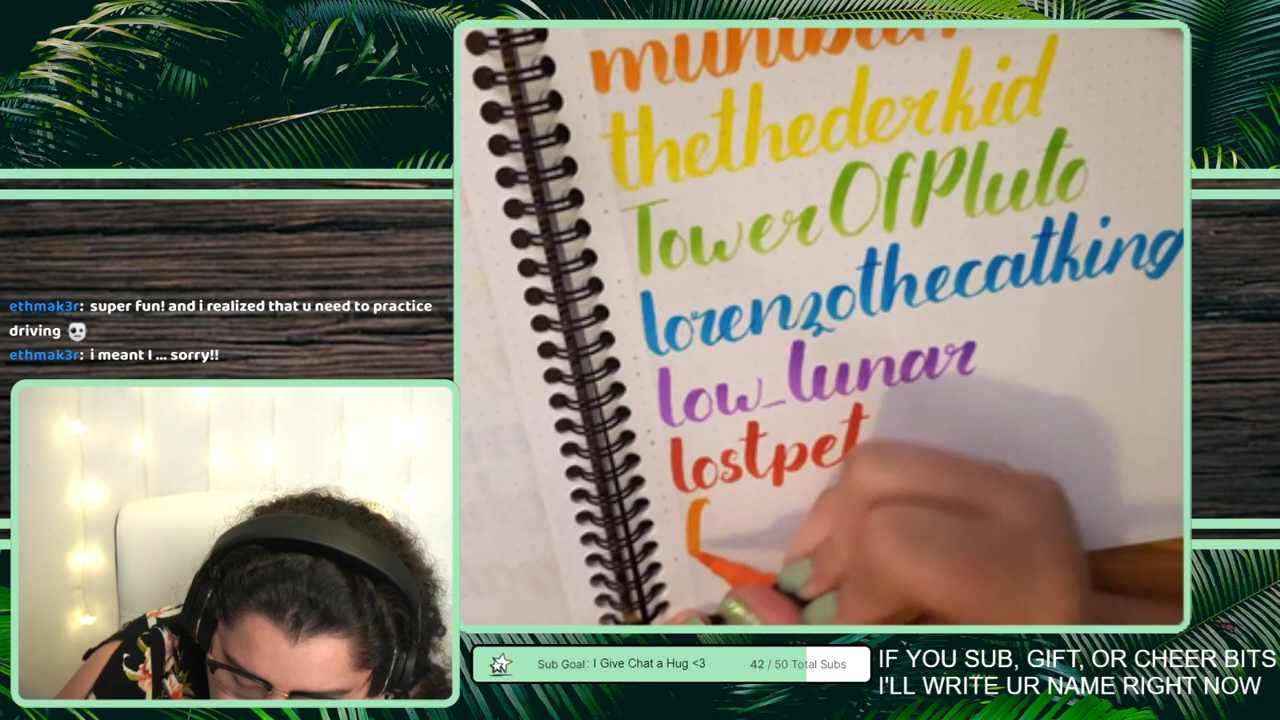 thethederkid
TowerOfPluto
lorenzothecatking
low_lunar
lostpet
ethmak3r: super fun! and i realized that u need to practice
driving
ethmak3r: i meant I ... sorry!!
Sub Goal: I Give Chat a Hug <3 42 / 50 Total Subs
IF YOU SUB, GIFT, OR CHEER BITS
I'LL WRITE UR NAME RIGHT NOW